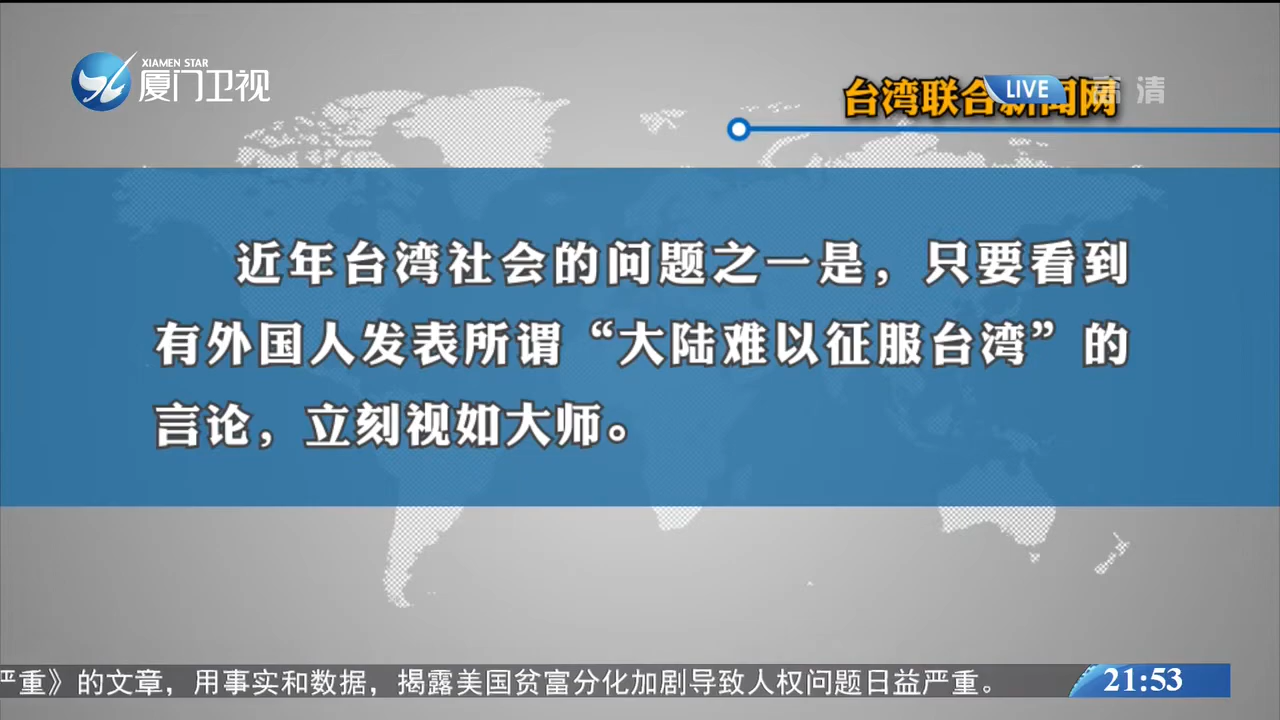 XIAMEN STAR
厦门卫视
台湾联合新闻网
LIVE
高清
近年台湾社会的问题之一是，只要看到
有外国人发表所谓“大陆难以征服台湾”的
言论，立刻视如大师。
严重》的文章，用事实和数据，揭露美国贫富分化加剧导致人权问题日益严重。
21:53